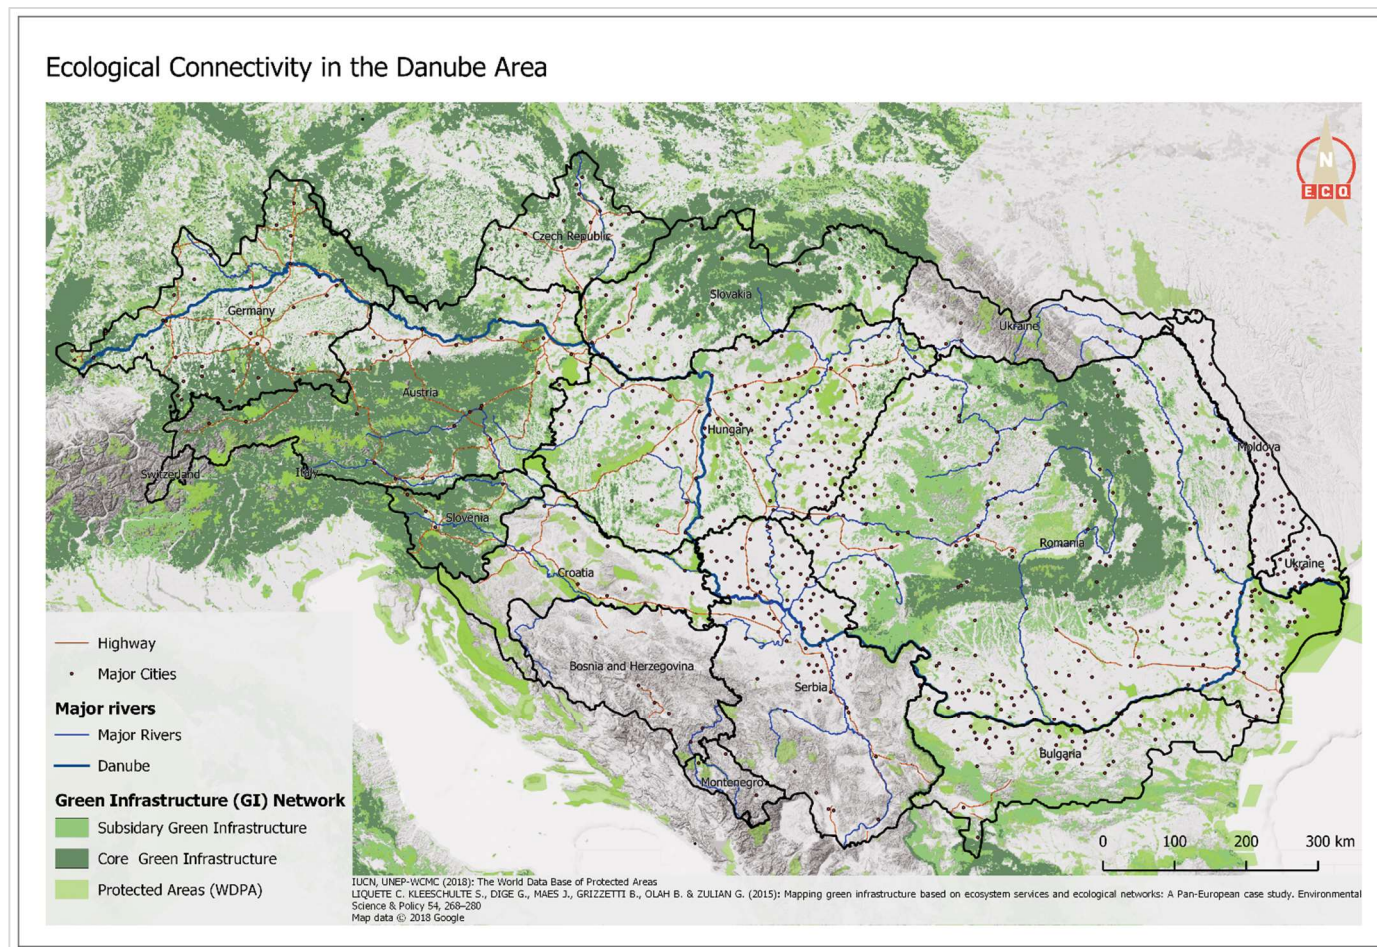 Ecological Connectivity in the Danube Area
N
E C O
Czech Republic
Germany
Slovakia
Ukraine
Austria
Hungary
Moldova
Switzerland
Italy
Slovenia
Romania
Croatia
Ukraine
Bosnia and Herzegovina
Serbia
Bulgaria
Montenegro
Highway
Major Cities
Major rivers
Major Rivers
Danube
Green Infrastructure (GI) Network
Subsidary Green Infrastructure
Core Green Infrastructure
Protected Areas (WDPA)
0 100 200 300 km
IUCN, UNEP-WCMC (2018): The World Data Base of Protected Areas
LIQUETE C. KLEESCHULTE S., DIGE G., MAES J., GRIZZETTI B., OLAH B. & ZULIAN G. (2015): Mapping green infrastructure based on ecosystem services and ecological networks: A Pan-European case study. Environmental
Science & Policy 54, 268–280
Map data © 2018 Google